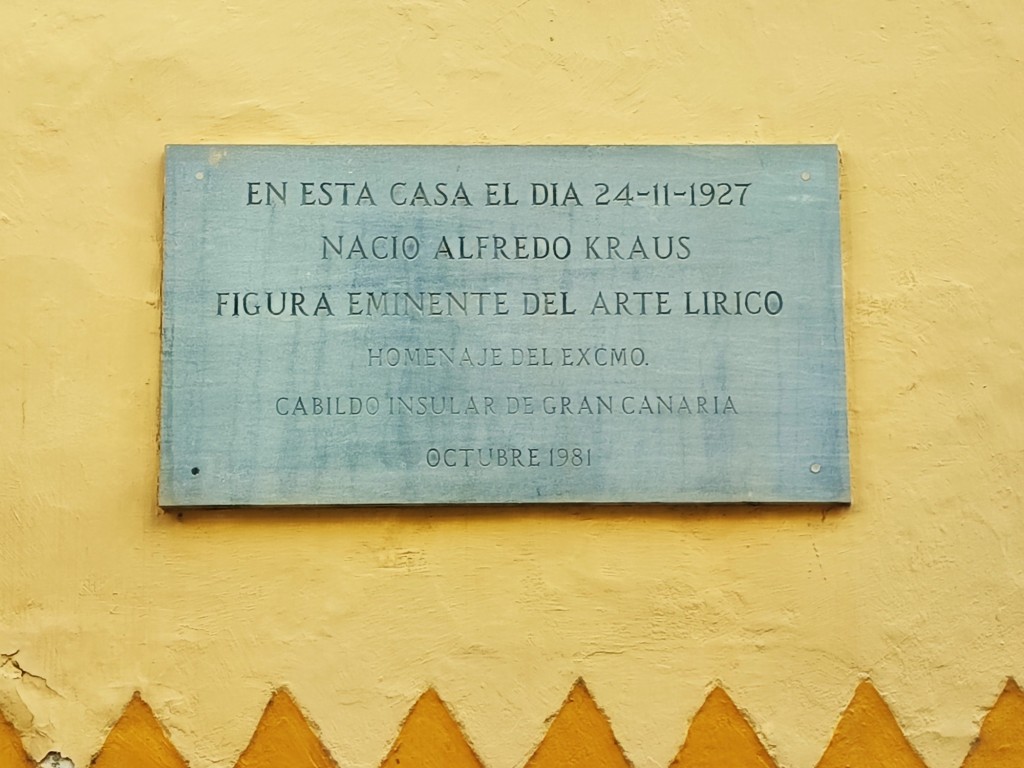 EN ESTA CASA EL DIA 24-11-1927
NACIO ALFREDO KRAUS
FIGURA EMINENTE DEL ARTE LIRICO
HOMENAJE DEL EXCMO.
CABILDO INSULAR DE GRAN CANARIA
OCTUBRE 1981